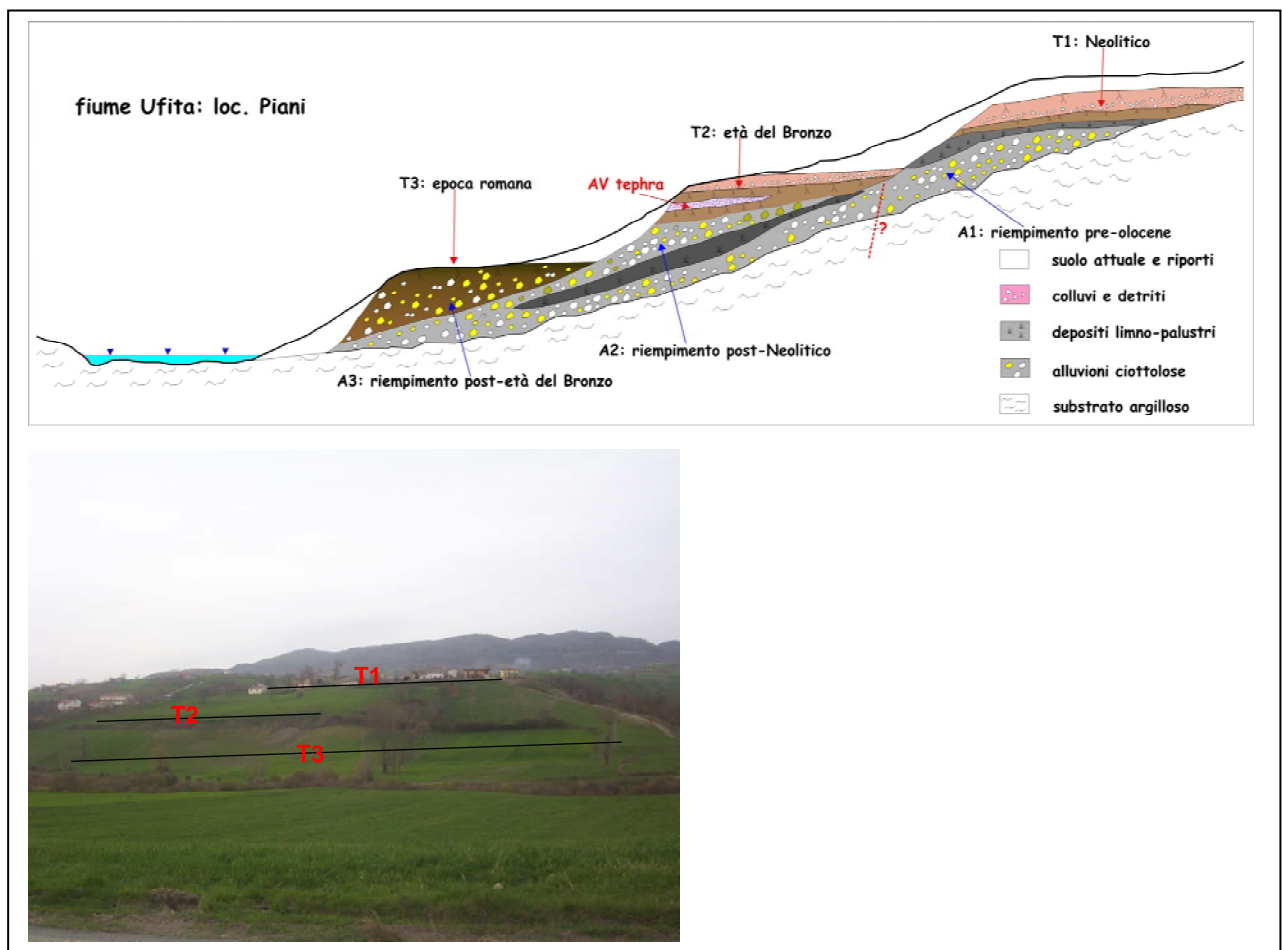 T1: Neolitico
fiume Ufita: loc. Piani
T2: età del Bronzo
T3: epoca romana
AV tephra
?
A1: riempimento pre-olocene
suolo attuale e riporti
colluvi e detriti
depositi limno-palustri
A2: riempimento post-Neolitico
alluvioni ciottolose
A3: riempimento post-età del Bronzo
substrato argilloso
T1
T2
T3